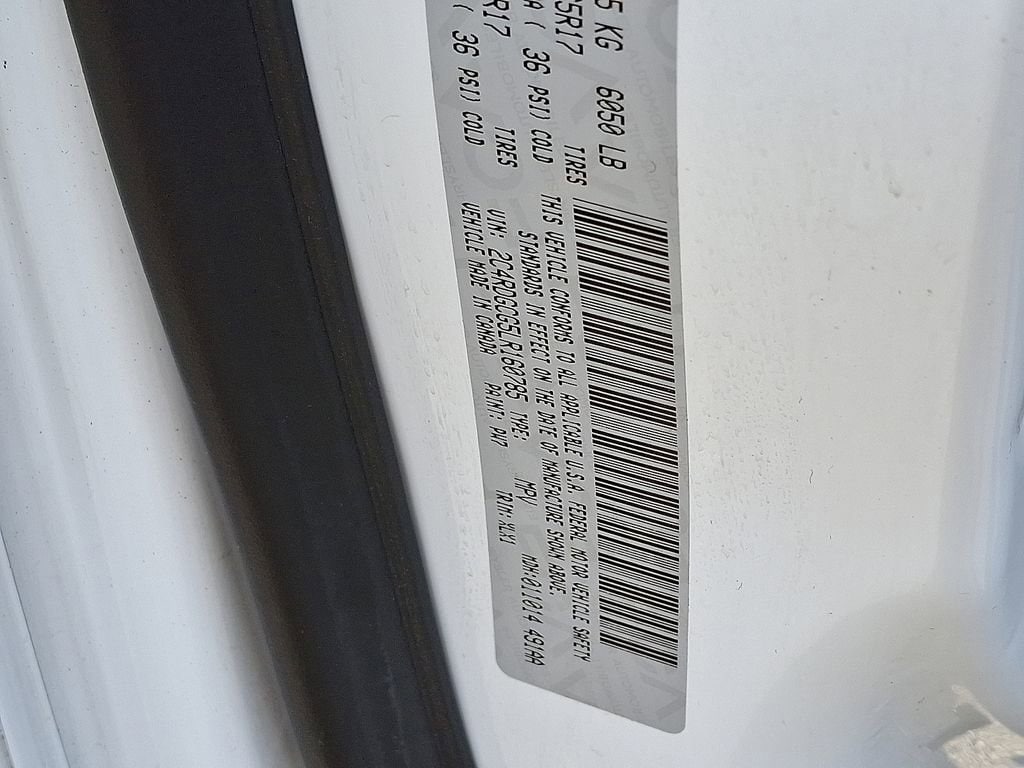 5 KG 6050 LB
5R17 TIRES
A ( 36 PSI) COLD
R17 TIRES
( 36 PSI) COLD
THIS VEHICLE CONFORMS TO ALL APPLICABLE U.S.A. FEDERAL MOTOR VEHICLE SAFETY
STANDARDS IN EFFECT ON THE DATE OF MANUFACTURE SHOWN ABOVE.
VIN: 2C4RDGCG5LR160785 TYPE: MPV
VEHICLE MADE IN CANADA PAINT: PW7 TRIM: XLX1 MDH:011014 491AA